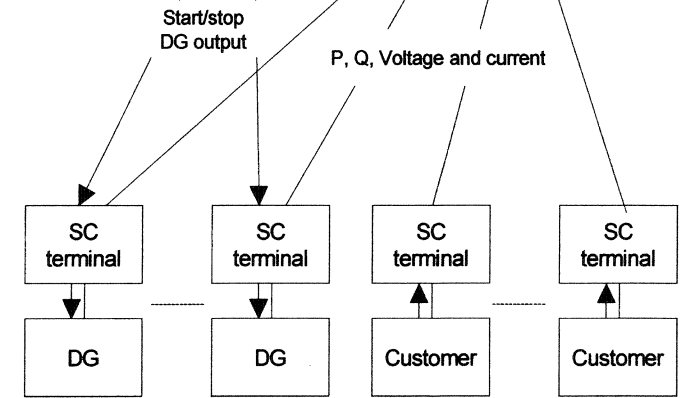 Start/stop
DG output
P, Q, Voltage and current
SC
terminal
SC
terminal
SC
terminal
SC
terminal
DG
DG
Customer
Customer